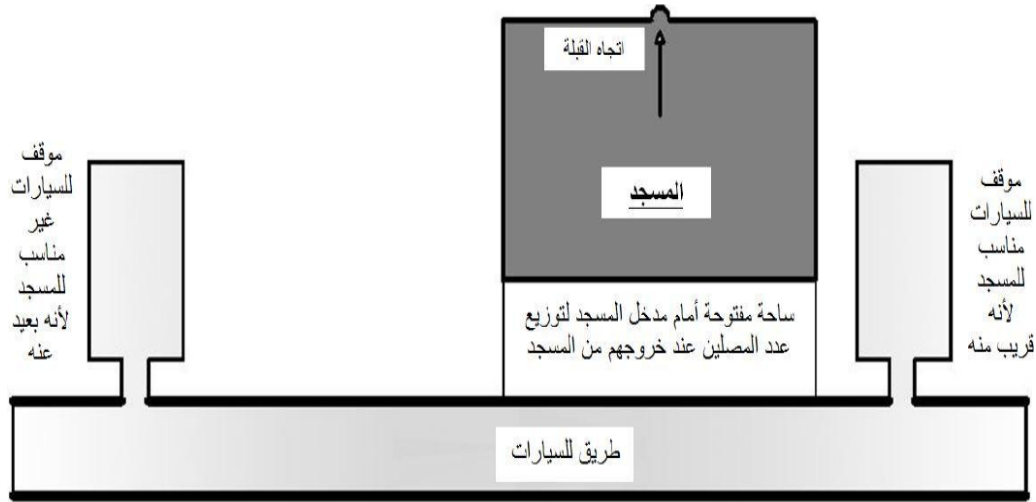 اتجاه القبلة
المسجد
موقف
للسيارات
مناسب
للمسجد
لأنه
قريب منه
موقف
للسيارات
غير
مناسب
للمسجد
لأنه بعيد
عنه
ساحة مفتوحة أمام مدخل المسجد لتوزيع
عدد المصلين عند خروجهم من المسجد
طريق للسيارات